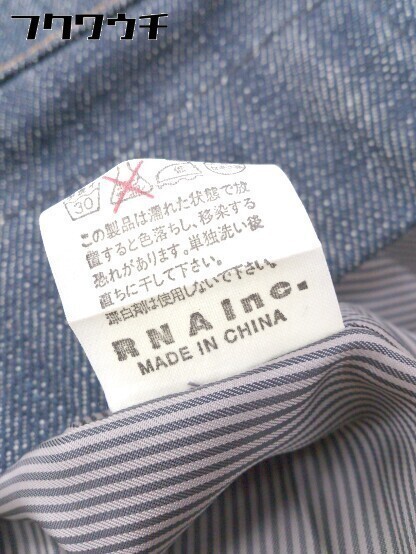 フクワウチ
30
この製品は濡れた状態で放
置すると色落ちし、移染する
恐れがあります。単独洗い後
直ちに干して下さい。
漂白剤は使用しないで下さい。
RNA Inc.
MADE IN CHINA